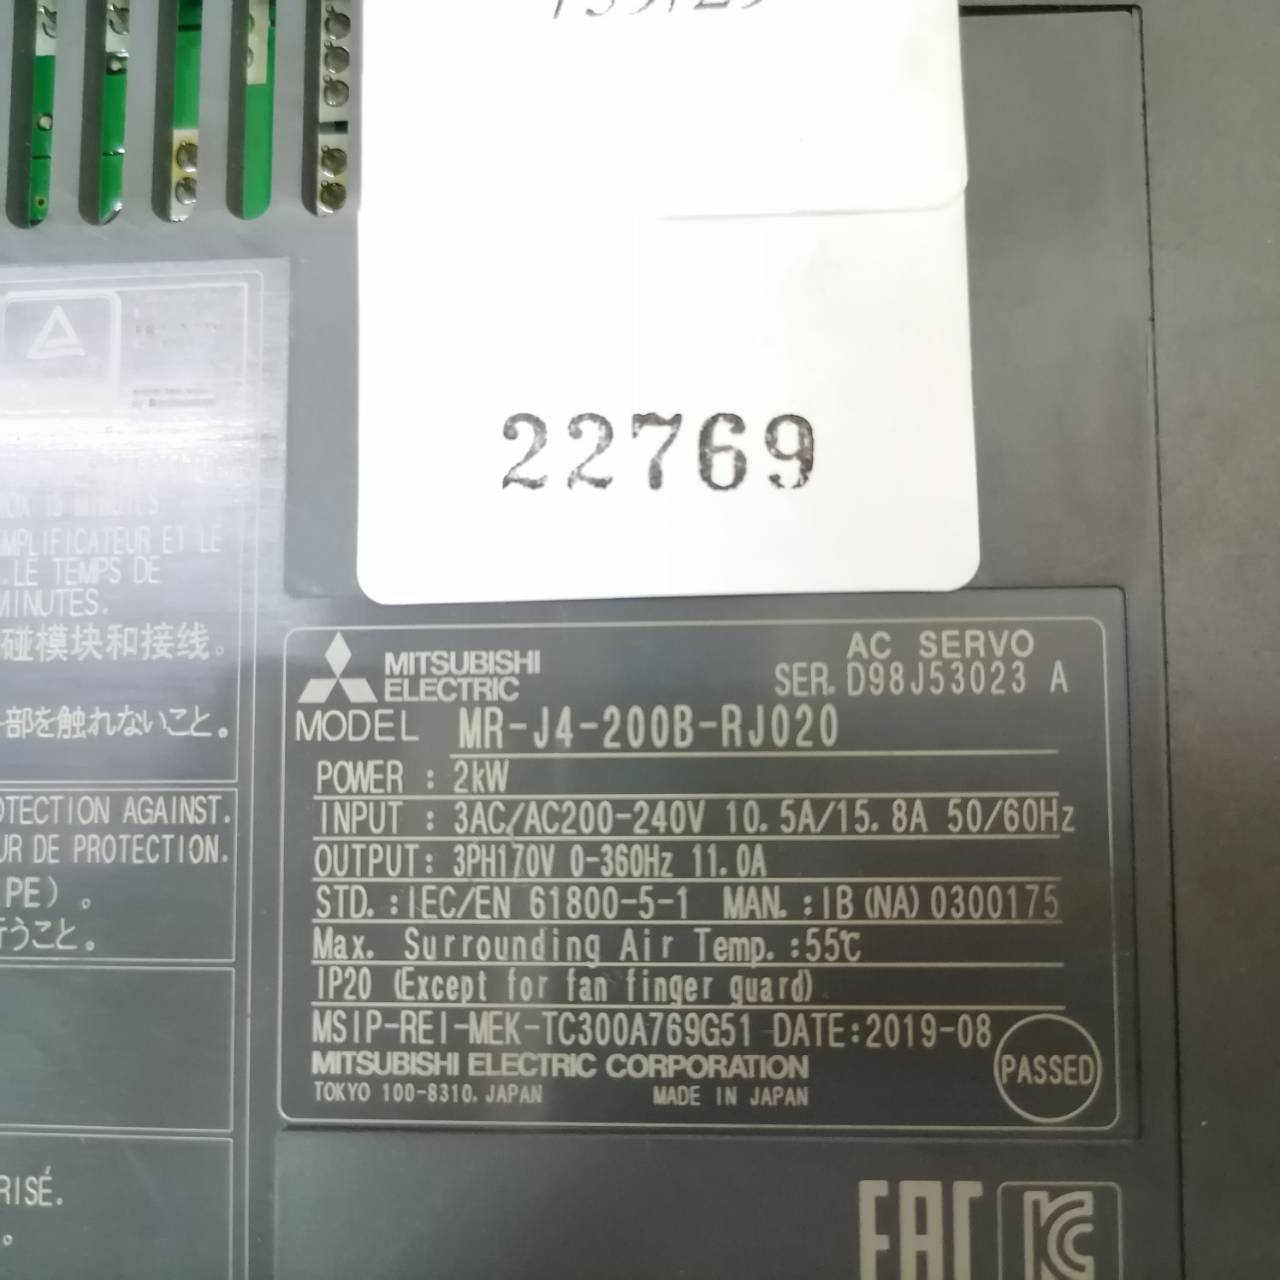 22769
10 MINUTES
AMPLIFICATEUR ET LE
.LE TEMPS DE
MINUTES.
碰模块和接线。
部を触れないこと。
OTECTION AGAINST.
UR DE PROTECTION.
PE) 。
行うこと。
RISÉ.
。
MITSUBISHI
ELECTRIC
AC SERVO
SER. D98J53023 A
MODEL MR-J4-200B-RJ020
POWER : 2kW
INPUT : 3AC/AC200-240V 10.5A/15.8A 50/60Hz
OUTPUT: 3PH170V 0-360Hz 11.0A
STD. : IEC/EN 61800-5-1 MAN. : IB(NA)0300175
Max. Surrounding Air Temp. :55℃
IP20 (Except for fan finger guard)
MSIP-REI-MEK-TC300A769G51 DATE:2019-08
PASSED
MITSUBISHI ELECTRIC CORPORATION
TOKYO 100-8310, JAPAN MADE IN JAPAN
EAC
KC